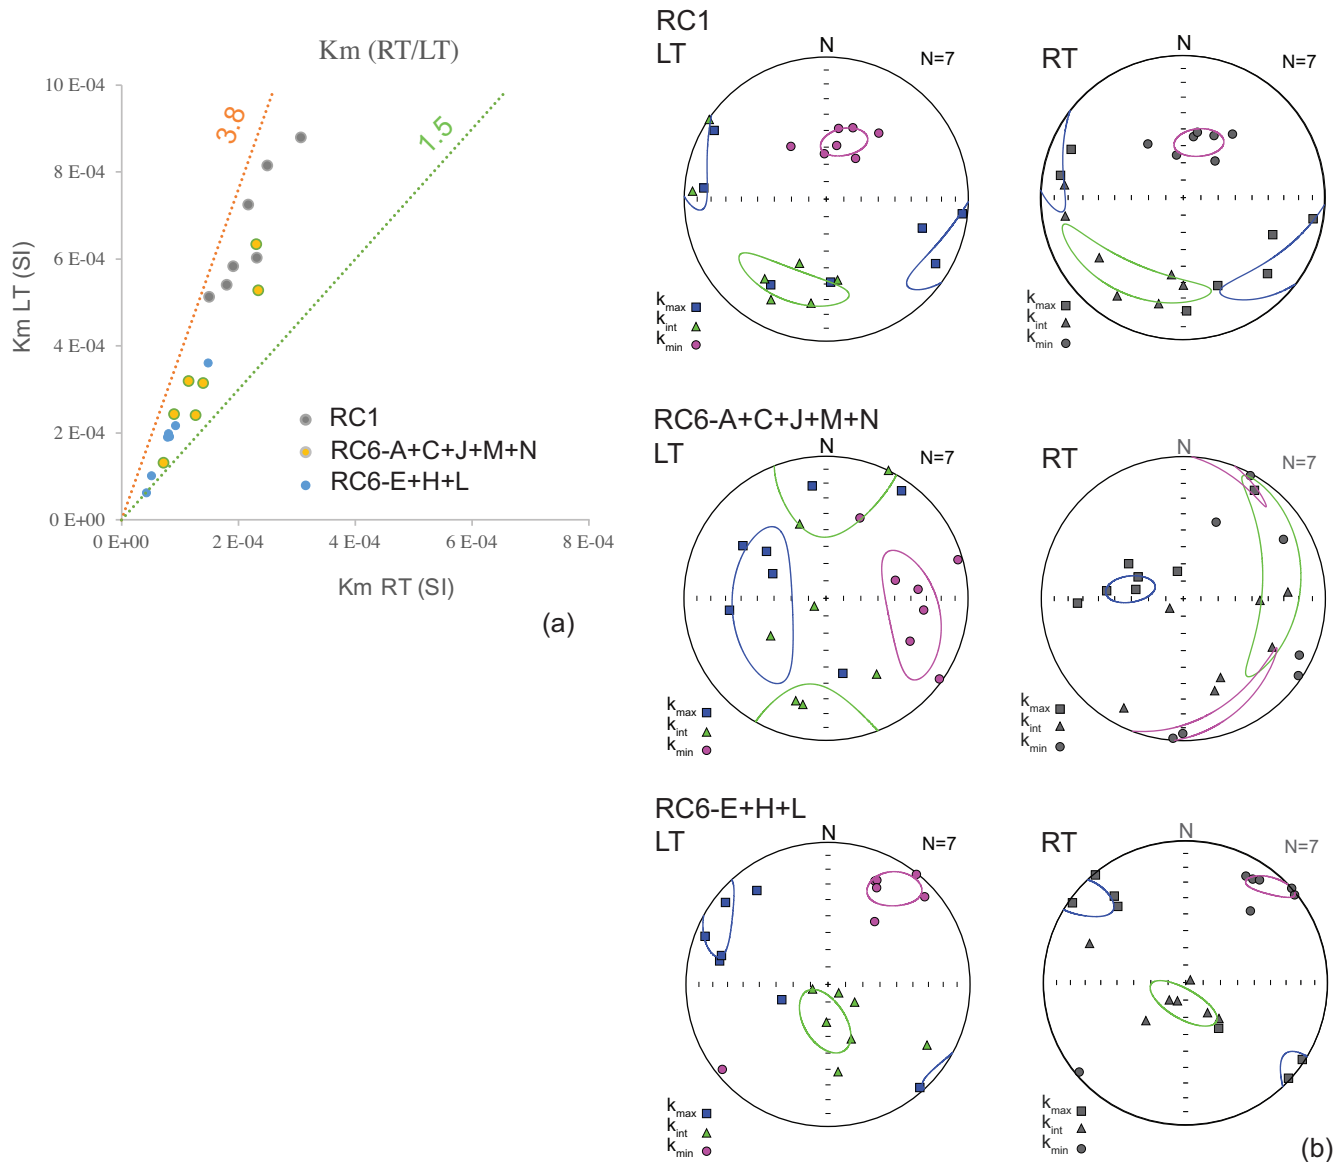 Km (RT/LT)
10 E-04
8 E-04
6 E-04
4 E-04
2 E-04
0 E+00
0 E+00
2 E-04
4 E-04
6 E-04
8 E-04
Km LT (SI)
Km RT (SI)
3.8
1.5
RC1
RC6-A+C+J+M+N
RC6-E+H+L
(a)
RC1
LT
N
N=7
kmax
kint
kmin
RT
N
N=7
kmax
kint
kmin
RC6-A+C+J+M+N
LT
N
N=7
kmax
kint
kmin
RT
N
N=7
kmax
kint
kmin
RC6-E+H+L
LT
N
N=7
kmax
kint
kmin
RT
N
N=7
kmax
kint
kmin
(b)